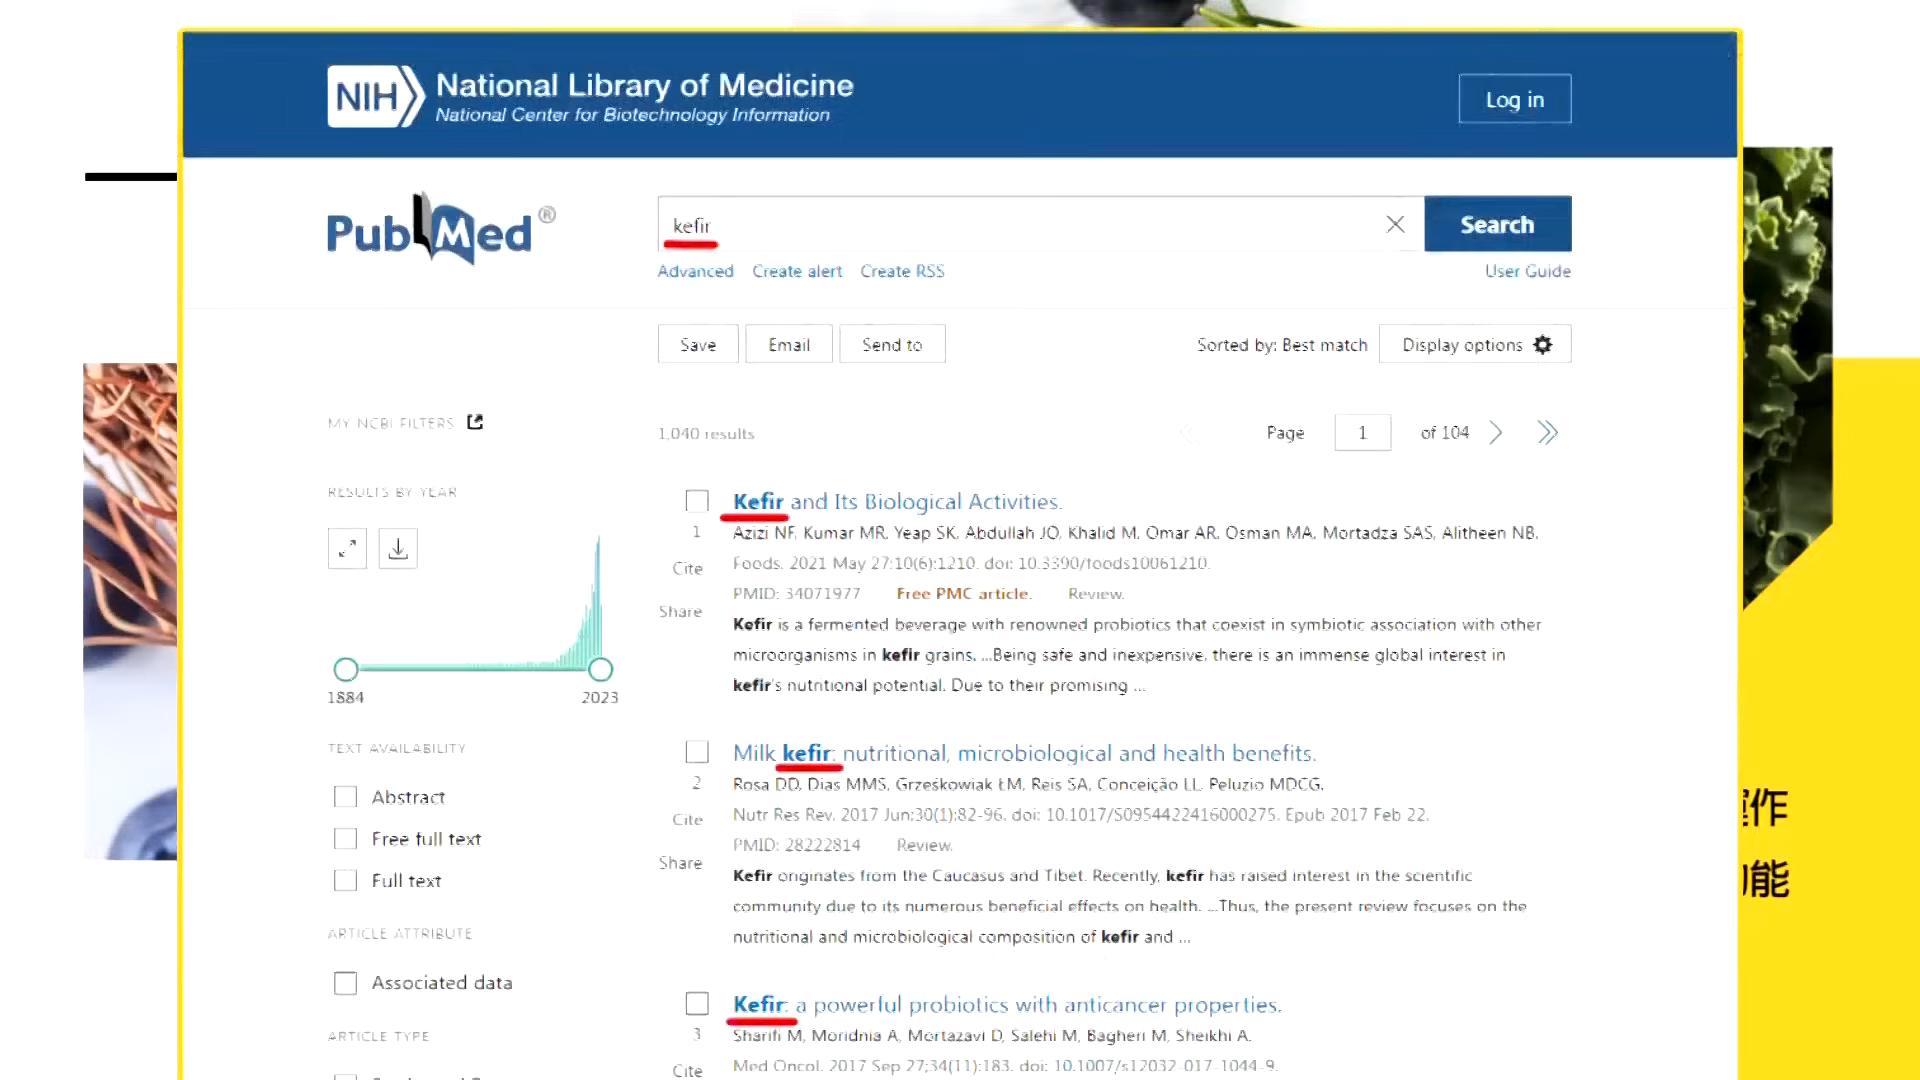 NIH National Library of Medicine
National Center for Biotechnology Information
Log in
PubMed®
kefir
Search
Advanced Create alert Create RSS
User Guide
Save Email Send to
Sorted by: Best match Display options
MY NCBI FILTERS
1,040 results
Page 1 of 104
RESULTS BY YEAR
1884 2023
TEXT AVAILABILITY
Abstract
Free full text
Full text
ARTICLE ATTRIBUTE
Associated data
ARTICLE TYPE
Kefir and Its Biological Activities.
1
Azizi NF, Kumar MR, Yeap SK, Abdullah JO, Khalid M, Omar AR, Osman MA, Mortadza SAS, Alitheen NB.
Cite
Foods. 2021 May 27;10(6):1210. doi: 10.3390/foods10061210.
PMID: 34071977 Free PMC article. Review.
Share
Kefir is a fermented beverage with renowned probiotics that coexist in symbiotic association with other
microorganisms in kefir grains. ...Being safe and inexpensive, there is an immense global interest in
kefir's nutritional potential. Due to their promising ...
Milk kefir: nutritional, microbiological and health benefits.
2
Rosa DD, Dias MMS, Grześkowiak ŁM, Reis SA, Conceição LL, Peluzio MDCG.
Cite
Nutr Res Rev. 2017 Jun;30(1):82-96. doi: 10.1017/S0954422416000275. Epub 2017 Feb 22.
PMID: 28222814 Review.
Share
Kefir originates from the Caucasus and Tibet. Recently, kefir has raised interest in the scientific
community due to its numerous beneficial effects on health. ...Thus, the present review focuses on the
nutritional and microbiological composition of kefir and ...
Kefir: a powerful probiotics with anticancer properties.
3
Sharifi M, Moridnia A, Mortazavi D, Salehi M, Bagheri M, Sheikhi A.
Cite
Med Oncol. 2017 Sep 27;34(11):183. doi: 10.1007/s12032-017-1044-9.
作
能